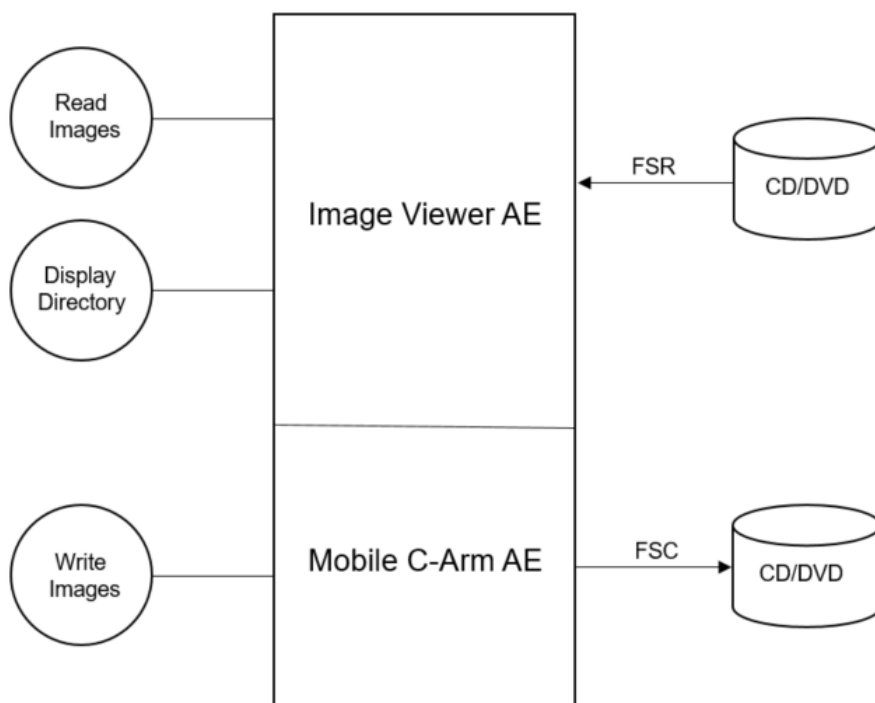 Read
Images
Image Viewer AE
FSR
CD/DVD
Display
Directory
Write
Images
Mobile C-Arm AE
FSC
CD/DVD